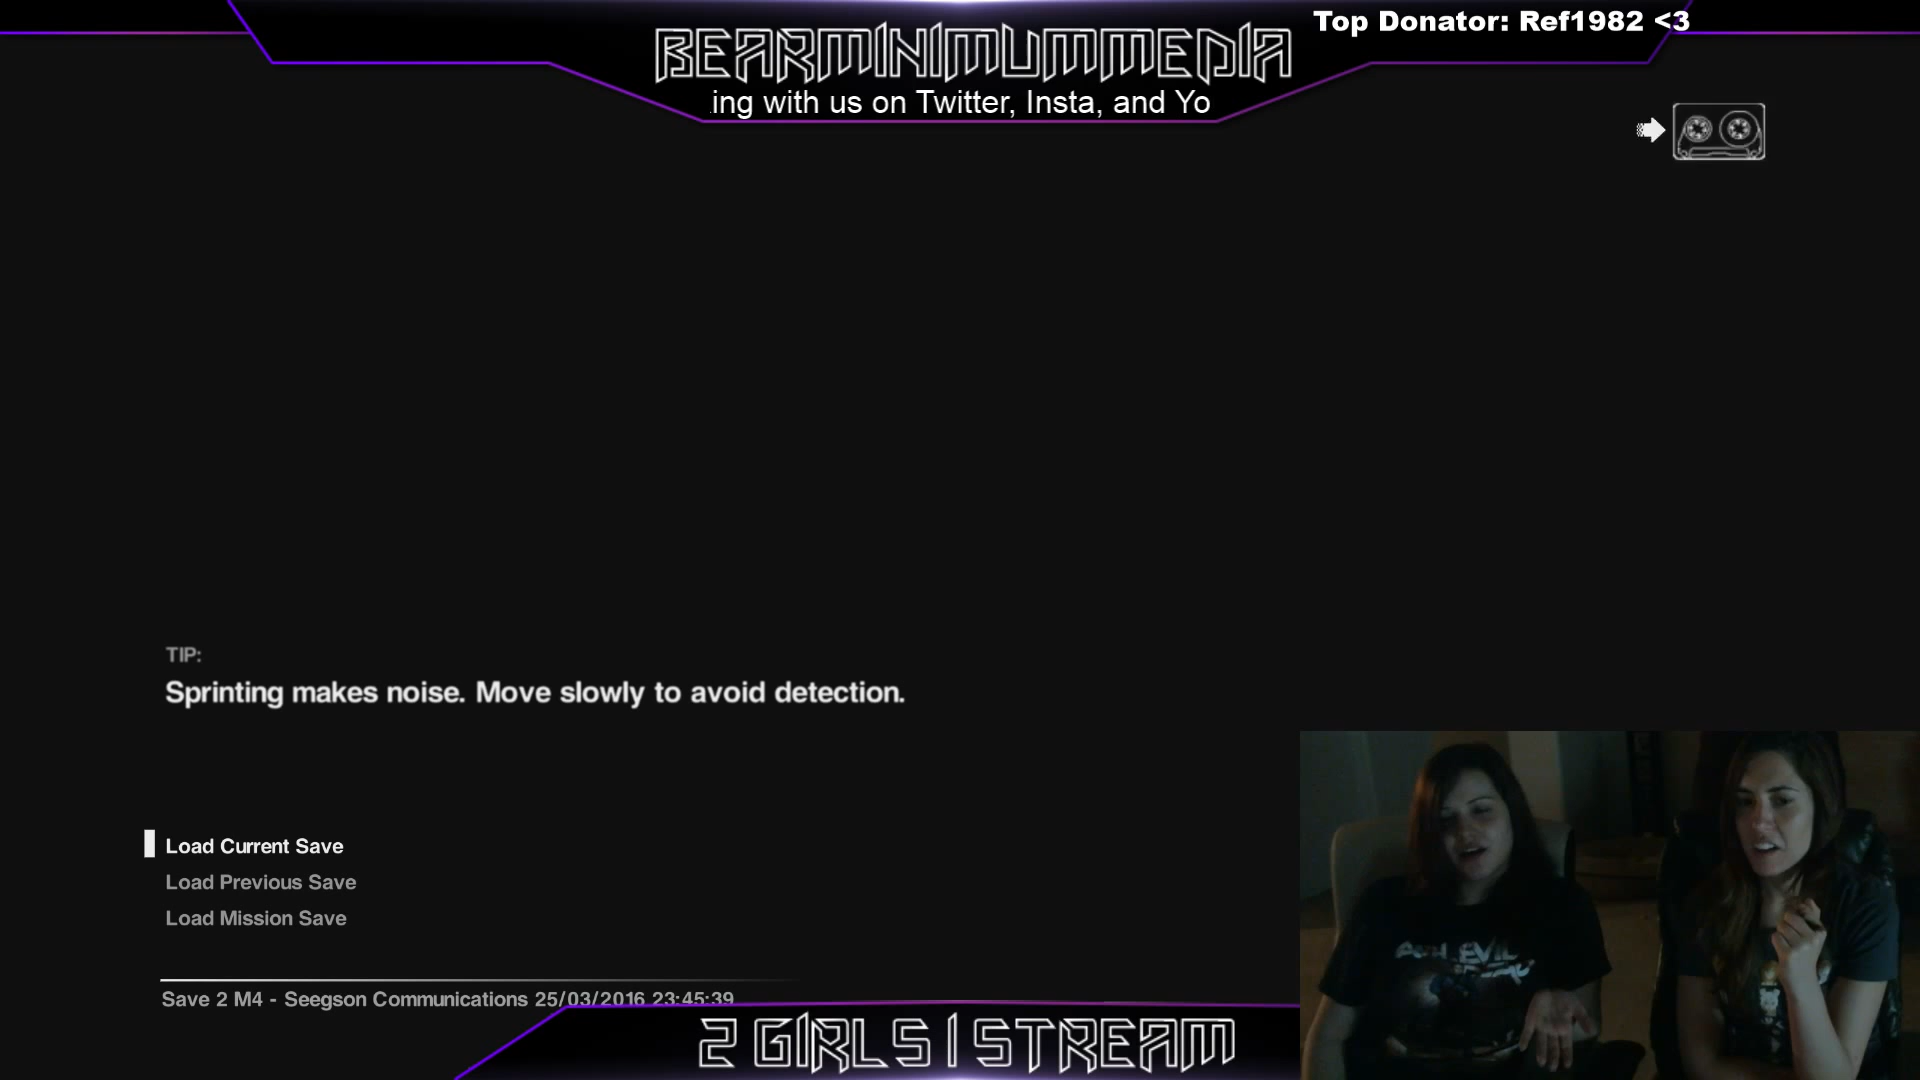 BEARMINIMUMMEDIA
Top Donator: Ref1982 <3
ing with us on Twitter, Insta, and Yo
TIP:
Sprinting makes noise. Move slowly to avoid detection.
Load Current Save
Load Previous Save
Load Mission Save
Save 2 M4 - Seegson Communications 25/03/2016 23:45:39
2 GIRLS 1 STREAM
EVIL